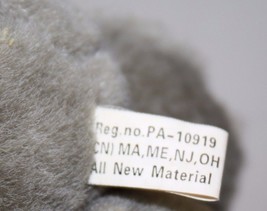 Reg.no.PA-10919
CN) MA,ME,NJ,OH
All New Material